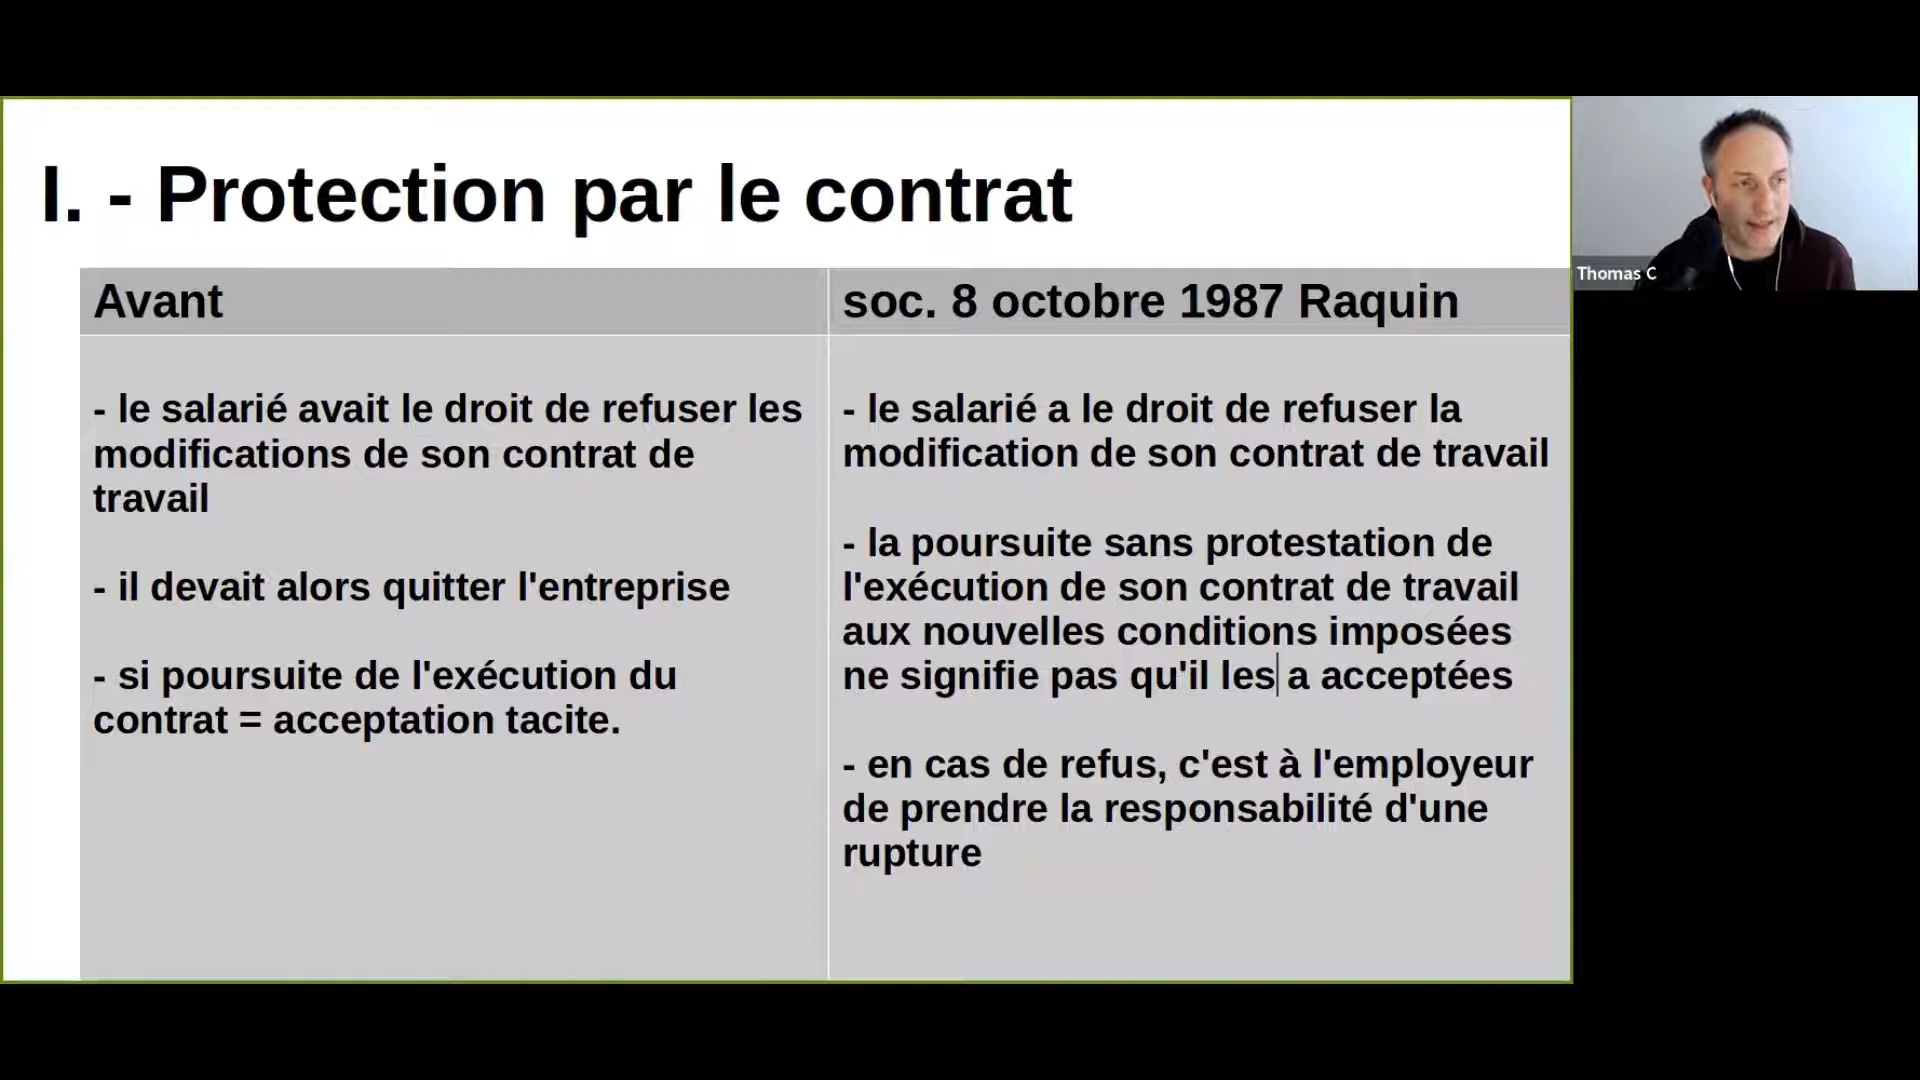 I. - Protection par le contrat
Avant
- le salarié avait le droit de refuser les
modifications de son contrat de
travail
- il devait alors quitter l'entreprise
- si poursuite de l'exécution du
contrat = acceptation tacite.
soc. 8 octobre 1987 Raquin
- le salarié a le droit de refuser la
modification de son contrat de travail
- la poursuite sans protestation de
l'exécution de son contrat de travail
aux nouvelles conditions imposées
ne signifie pas qu'il les a acceptées
- en cas de refus, c'est à l'employeur
de prendre la responsabilité d'une
rupture
Thomas C